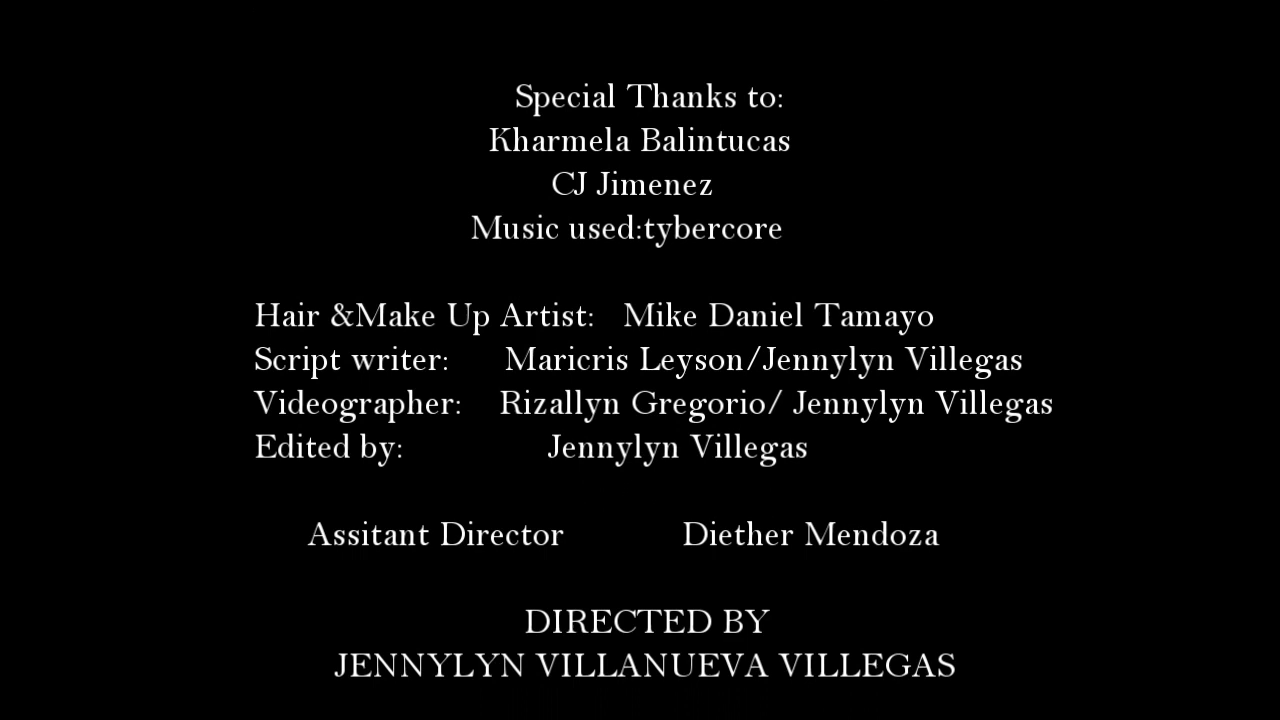 Special Thanks to:
Kharmela Balintucas
CJ Jimenez
Music used:tybercore
Hair &Make Up Artist: Mike Daniel Tamayo
Script writer: Maricris Leyson/Jennylyn Villegas
Videographer: Rizallyn Gregorio/ Jennylyn Villegas
Edited by: Jennylyn Villegas
Assitant Director Diether Mendoza
DIRECTED BY
JENNYLYN VILLANUEVA VILLEGAS